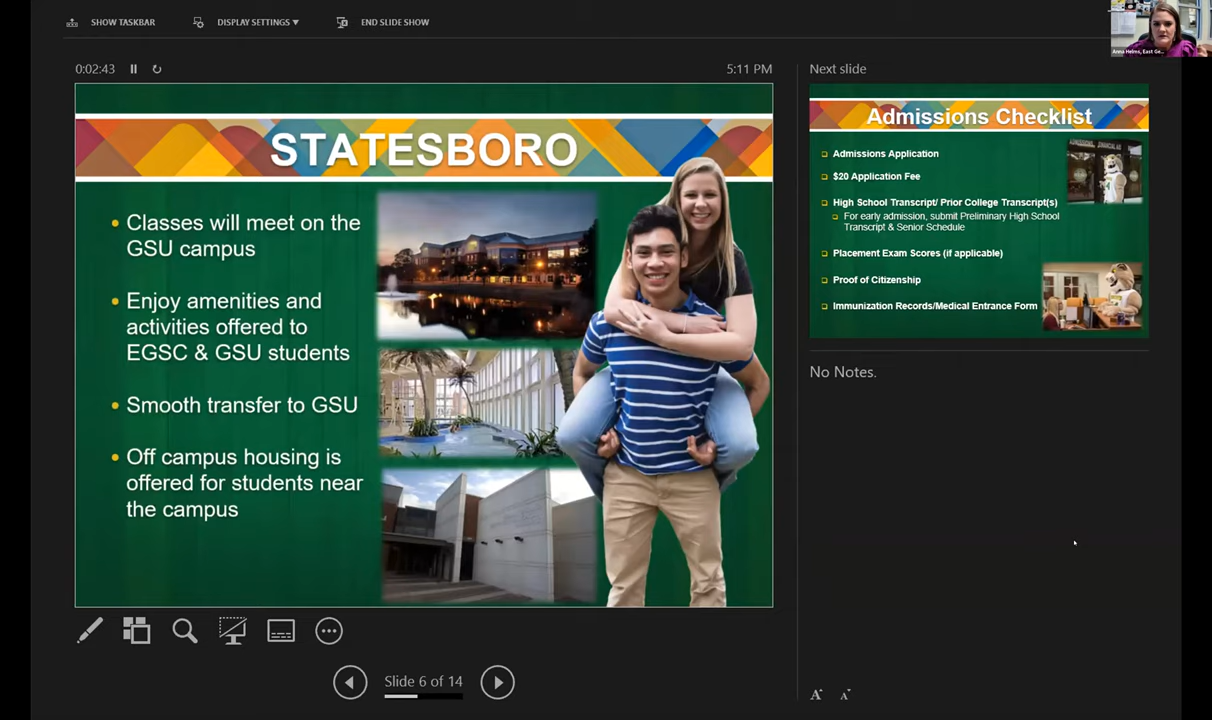 SHOW TASKBAR
DISPLAY SETTINGS ▾
END SLIDE SHOW
Anna Helms, East Ge...
0:02:43
5:11 PM
Next slide
STATESBORO
• Classes will meet on the
GSU campus
• Enjoy amenities and
activities offered to
EGSC & GSU students
• Smooth transfer to GSU
• Off campus housing is
offered for students near
the campus
Admissions Checklist
Admissions Application
$20 Application Fee
High School Transcript/ Prior College Transcript(s)
For early admission, submit Preliminary High School
Transcript & Senior Schedule
Placement Exam Scores (if applicable)
Proof of Citizenship
Immunization Records/Medical Entrance Form
No Notes.
Slide 6 of 14
A A